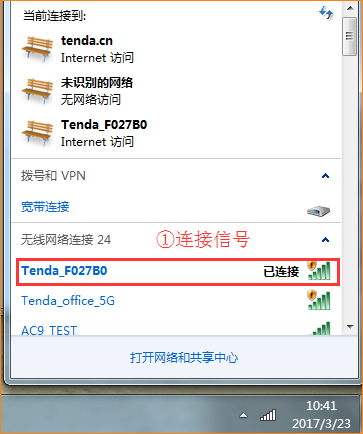 当前连接到:
tenda.cn
Internet 访问
未识别的网络
无网络访问
Tenda_F027B0
Internet 访问
拨号和 VPN
宽带连接
无线网络连接 24
①连接信号
Tenda_F027B0 已连接
Tenda_office_5G
AC9_TEST
打开网络和共享中心
10:41
2017/3/23